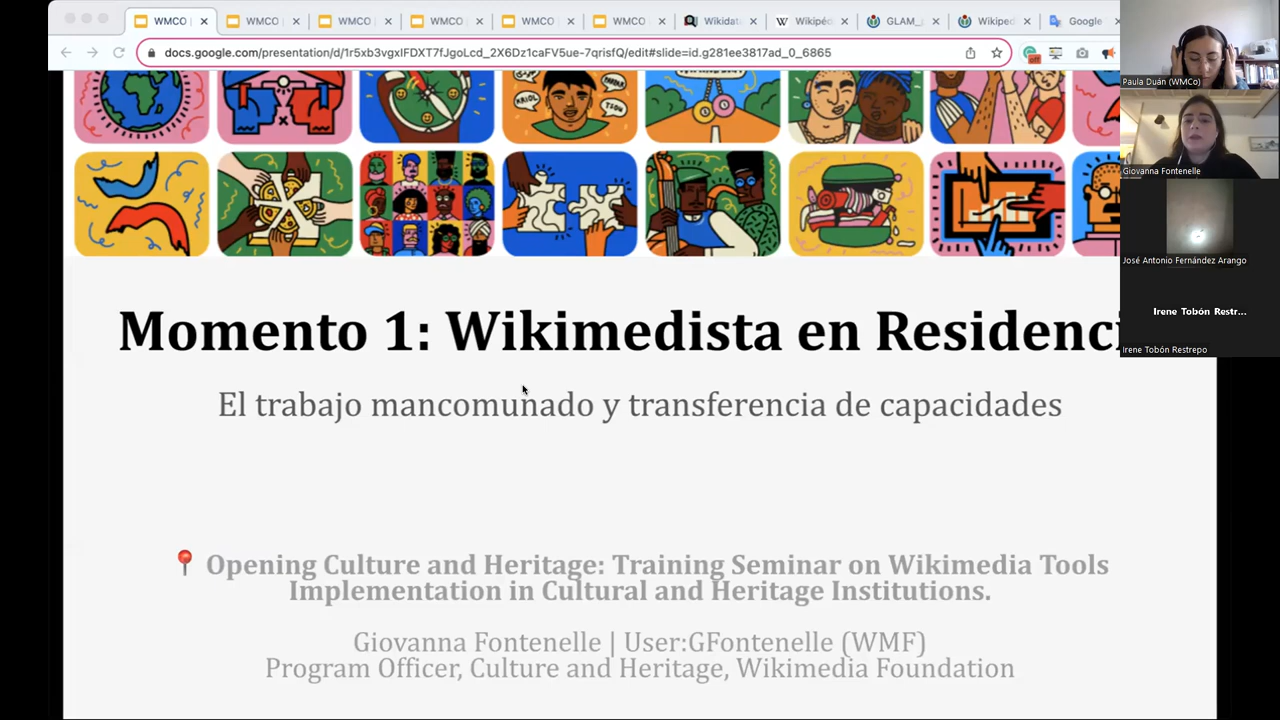 WMCO |
WMCO |
WMCO |
WMCO
WMCO
WMCO
Wikidat
Wikipéd
GLAM_
Wikiped
Google
docs.google.com/presentation/d/1r5xb3vgxIFDXT7fJgoLcd_2X6Dz1caFV5ue-7qrisfQ/edit#slide=id.g281ee3817ad_0_6865
off
Paula Duán (WMCo)
Giovanna Fontenelle
José Antonio Fernández Arango
Irene Tobón Restr...
Irene Tobón Restrepo
Momento 1: Wikimedista en Residenci
El trabajo mancomunado y transferencia de capacidades
Opening Culture and Heritage: Training Seminar on Wikimedia Tools
Implementation in Cultural and Heritage Institutions.
Giovanna Fontenelle | User:GFontenelle (WMF)
Program Officer, Culture and Heritage, Wikimedia Foundation